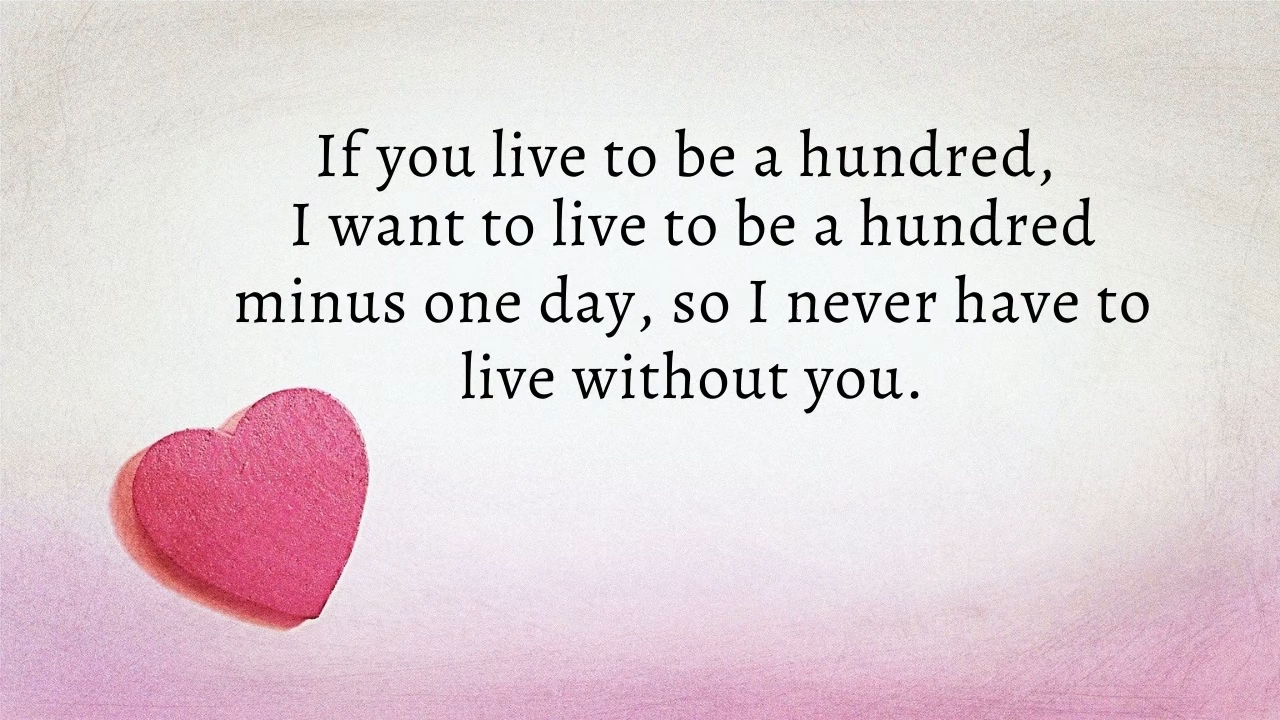 If you live to be a hundred,
I want to live to be a hundred
minus one day, so I never have to
live without you.